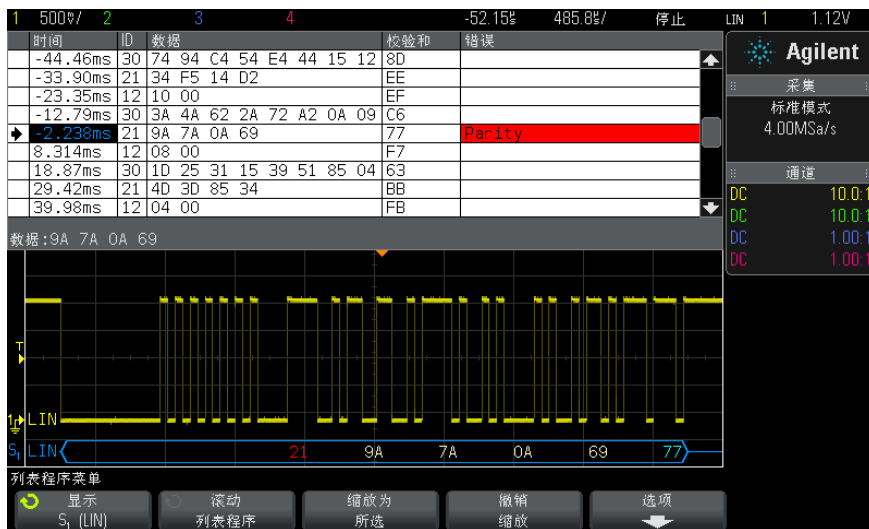 1 500⅟ 2 3 4 -52.15 485.8 / 停止 LIN 1 1.12V
时间 ID 数据 校验和 错误
-44.46ms 30 74 94 C4 54 E4 44 15 12 8D
-33.90ms 21 34 F5 14 D2 EE
-23.35ms 12 10 00 EF
-12.79ms 30 3A 4A 62 2A 72 A2 0A 09 C6
-2.238ms 21 9A 7A 0A 69 77 Parity
8.314ms 12 08 00 F7
18.87ms 30 1D 25 31 15 39 51 85 04 63
29.42ms 21 4D 3D 85 34 BB
39.98ms 12 04 00 FB
数据:9A 7A 0A 69
Agilent
采集
标准模式
4.00MSa/s
通道
DC 10.0:1
DC 10.0:1
DC 1.00:1
DC 1.00:1
T
1 LIN
S1 LIN 21 9A 7A 0A 69 77
列表程序菜单
显示
S1 (LIN)
滚动
列表程序
缩放为
所选
撤销
缩放
选项